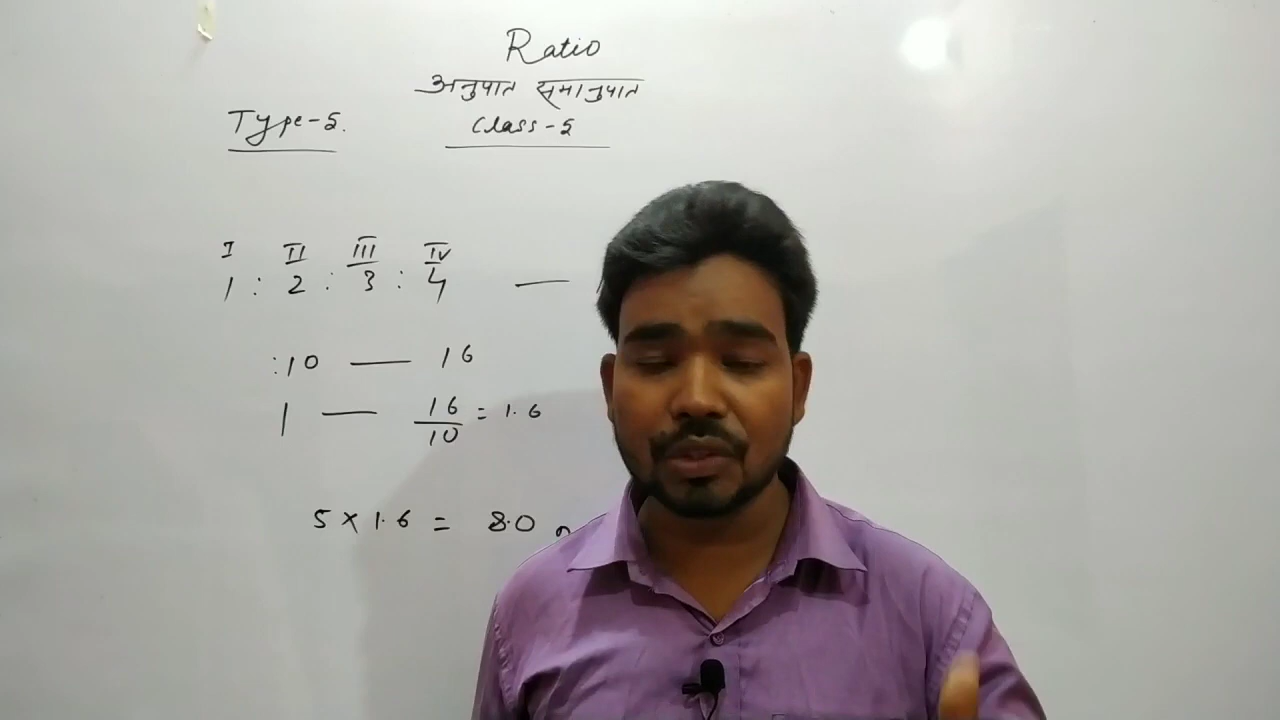 Ratio
अनुपात समानुपात
Type-5.
Class-5
I II III IV
1 : 2 : 3 : 4 —
:10 — 16
1 — 16/10 = 1.6
5 × 1.6 = 8.0